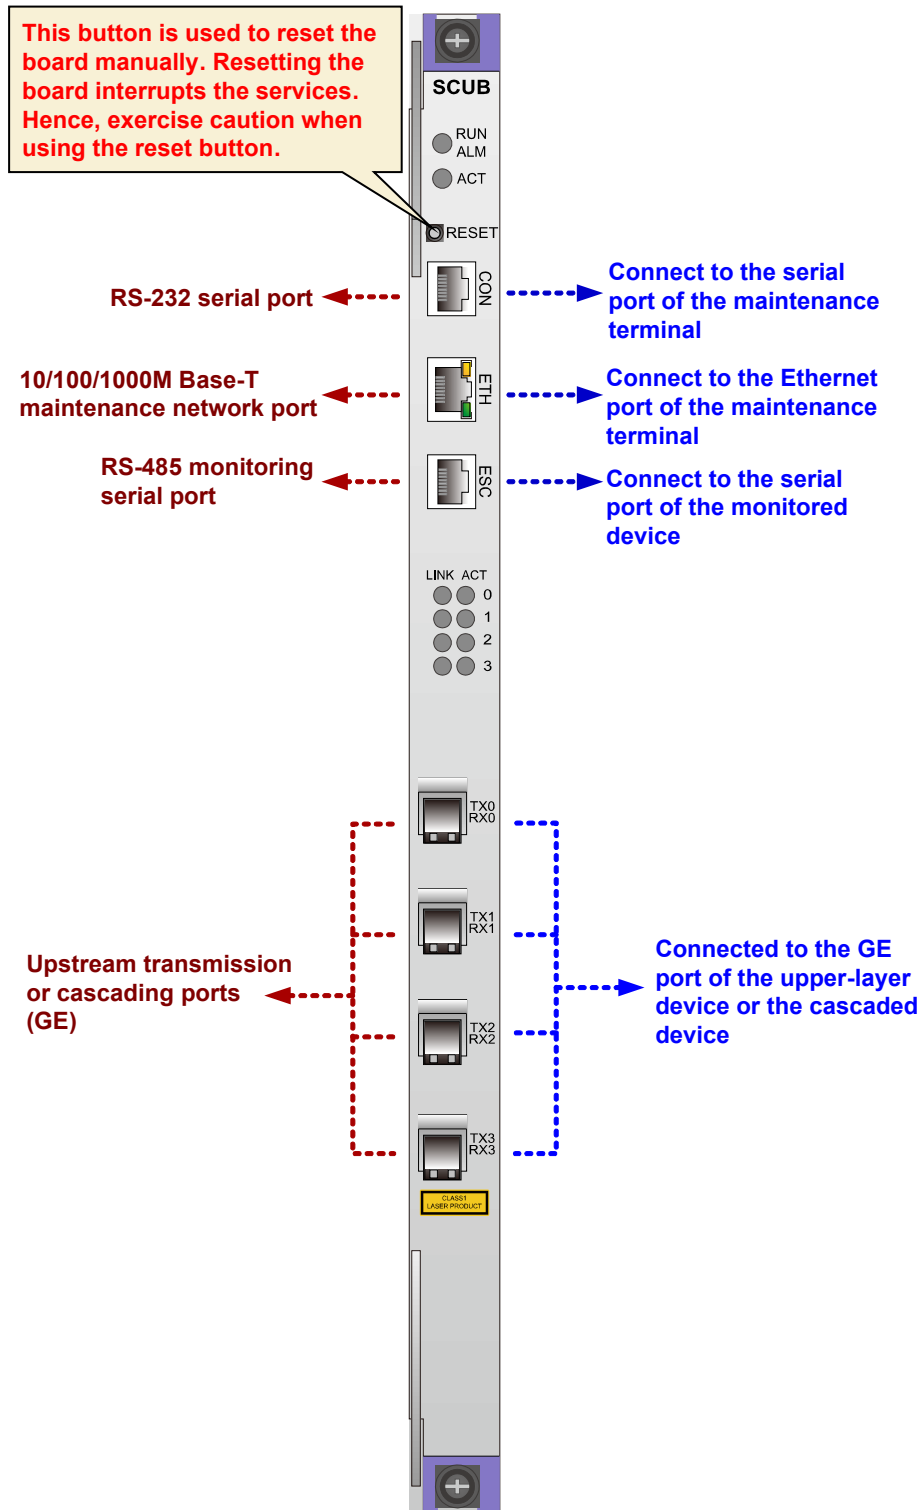 This button is used to reset the
board manually. Resetting the
board interrupts the services.
Hence, exercise caution when
using the reset button.
SCUB
RUN
ALM
ACT
RESET
RS-232 serial port
CON
Connect to the serial
port of the maintenance
terminal
10/100/1000M Base-T
maintenance network port
ETH
Connect to the Ethernet
port of the maintenance
terminal
RS-485 monitoring
serial port
ESC
Connect to the serial
port of the monitored
device
LINK ACT
0
1
2
3
TX0
RX0
TX1
RX1
Upstream transmission
or cascading ports
(GE)
Connected to the GE
port of the upper-layer
device or the cascaded
device
TX2
RX2
TX3
RX3
CLASS1
LASER PRODUCT